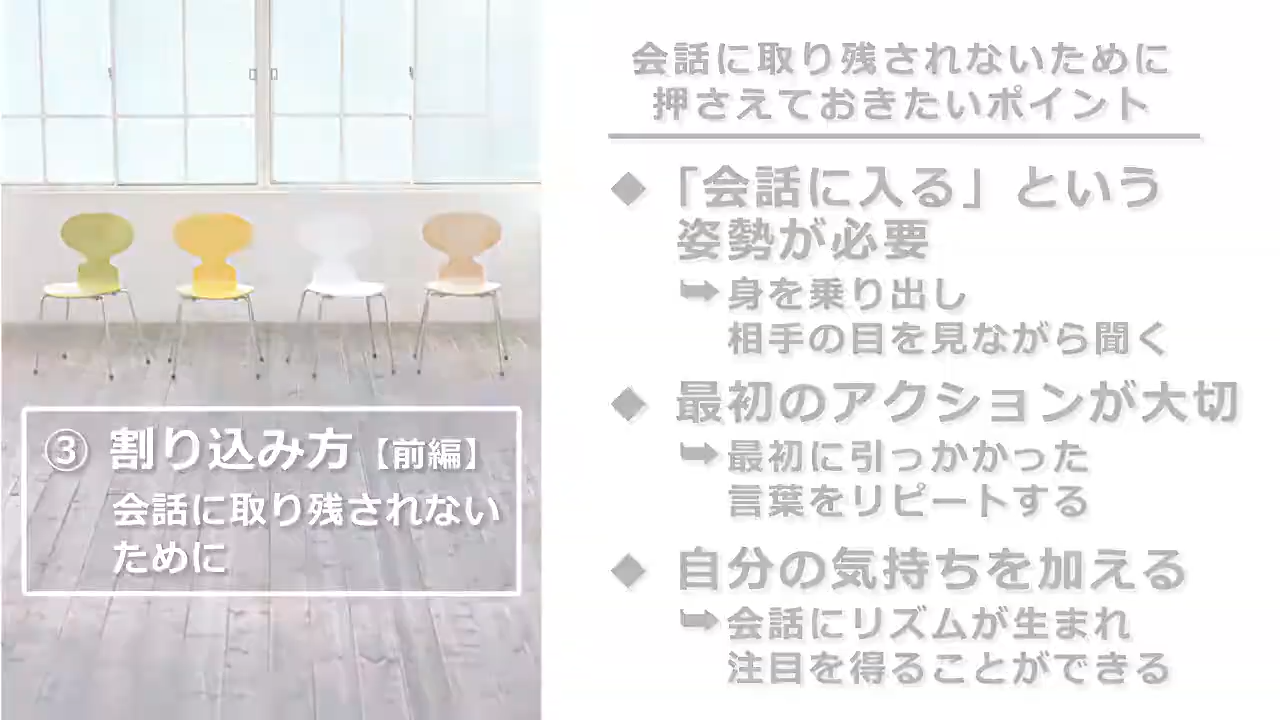 ③ 割り込み方【前編】
会話に取り残されない
ために
会話に取り残されないために
押さえておきたいポイント
◆ 「会話に入る」という
姿勢が必要
➥身を乗り出し
相手の目を見ながら聞く
◆ 最初のアクションが大切
➥最初に引っかかった
言葉をリピートする
◆ 自分の気持ちを加える
➥会話にリズムが生まれ
注目を得ることができる